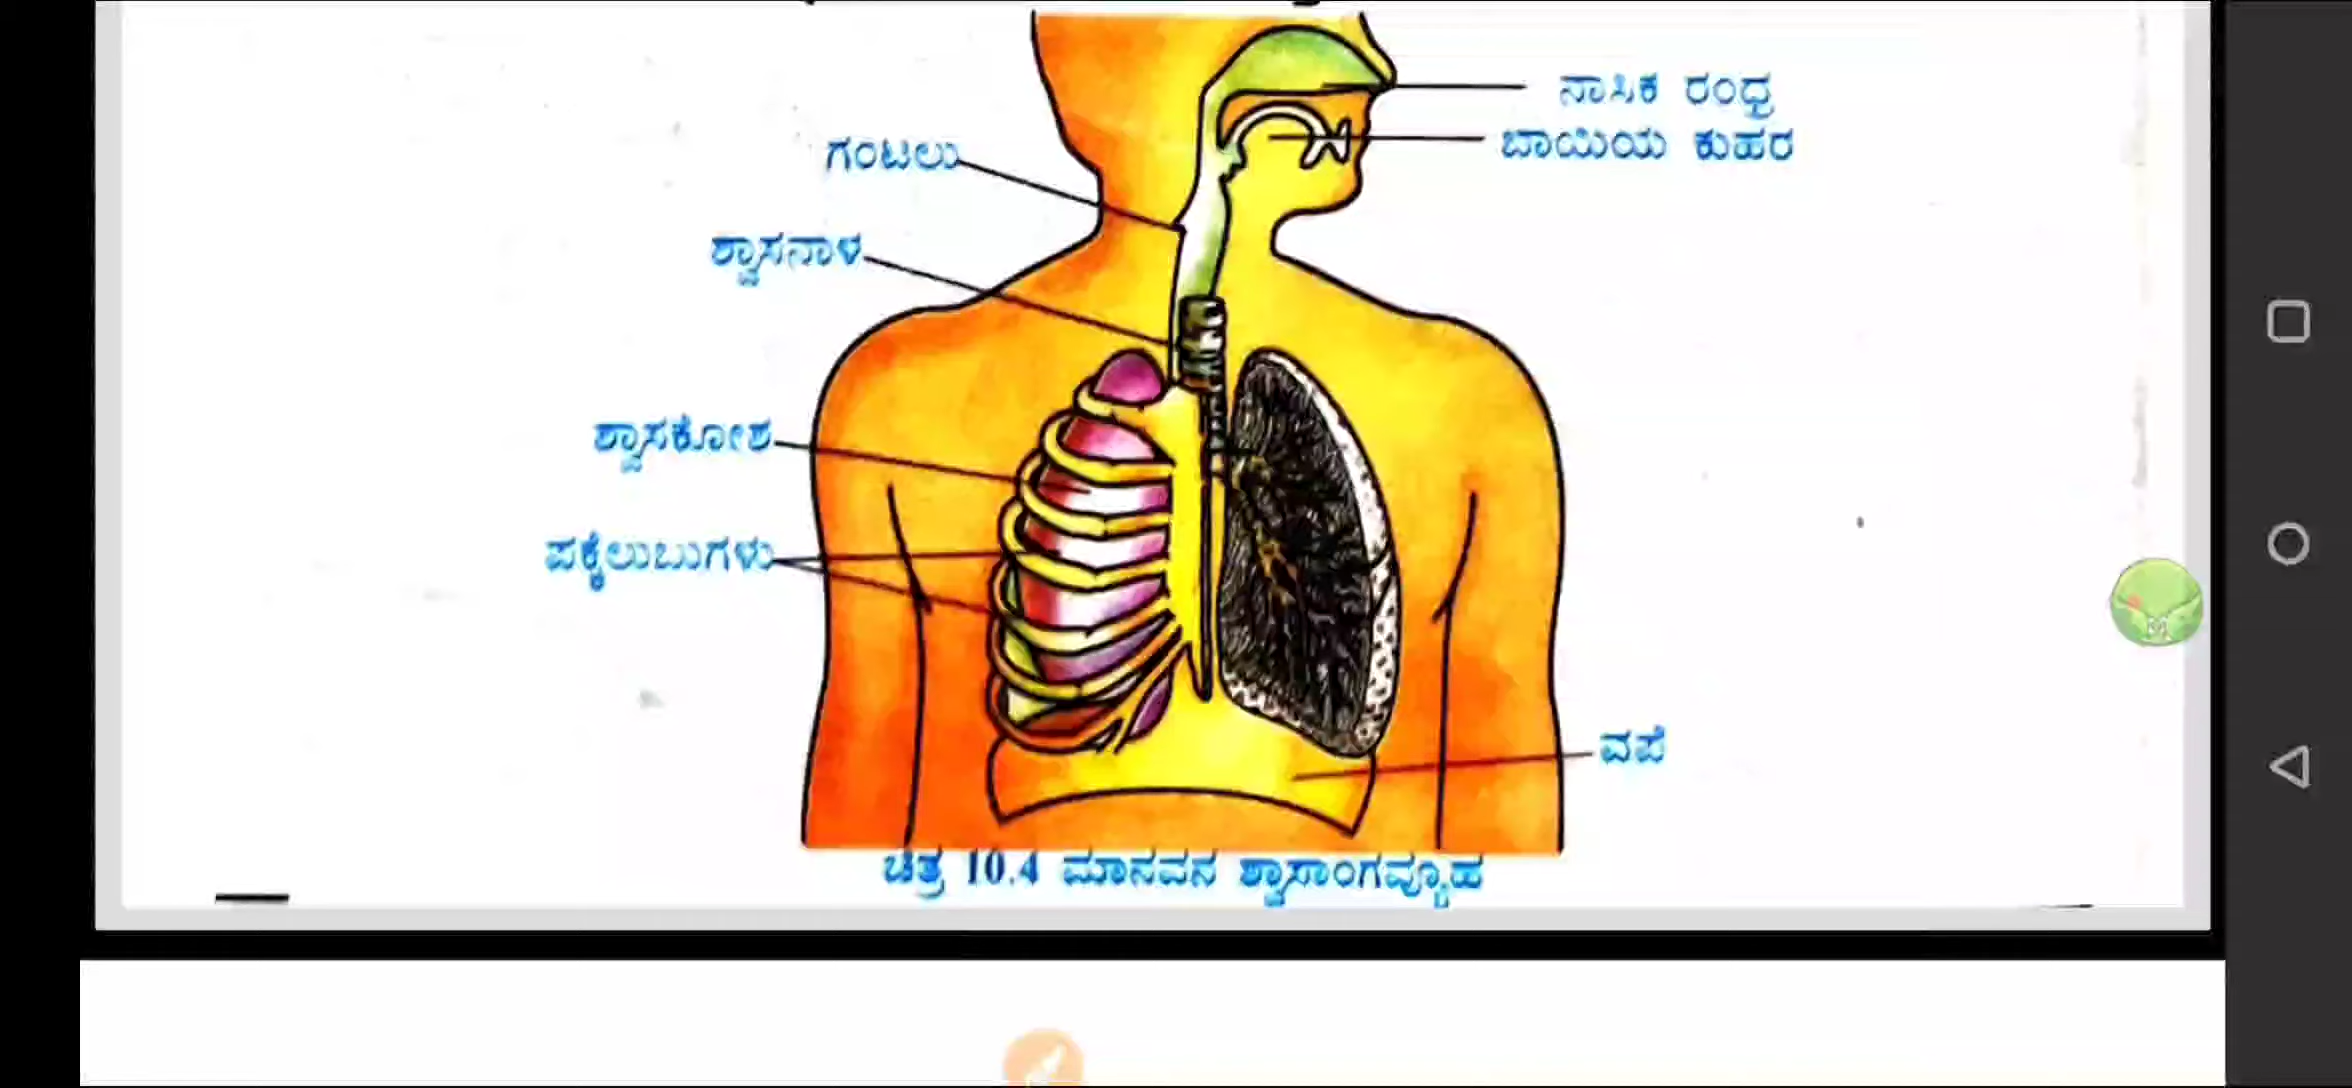 ನಾಸಿಕ ರಂಧ್ರ
ಬಾಯಿಯ ಕುಹರ
ಗಂಟಲು
ಶ್ವಾಸನಾಳ
ಶ್ವಾಸಕೋಶ
ಪಕ್ಕೆಲುಬುಗಳು
ವಪೆ
ಚಿತ್ರ 10.4 ಮಾನವನ ಶ್ವಾಸಾಂಗವ್ಯೂಹ